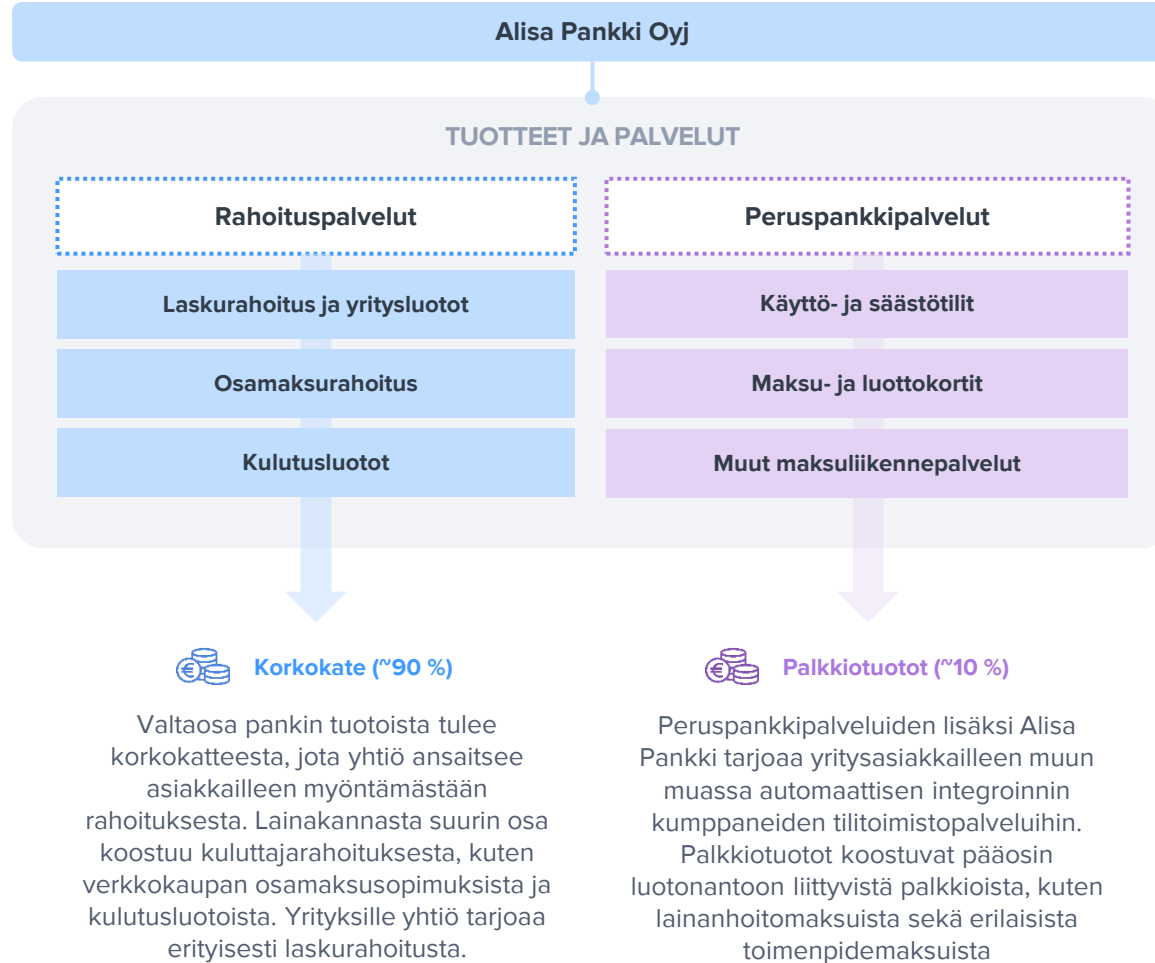 Alisa Pankki Oyj
TUOTTEET JA PALVELUT
Rahoituspalvelut
Laskurahoitus ja yritysluotot
Osamaksurahoitus
Kulutusluotot
Peruspankkipalvelut
Käyttö- ja säästötilit
Maksu- ja luottokortit
Muut maksuliikennepalvelut
€
Korkokate (~90 %)
Valtaosa pankin tuotoista tulee
korkokatteesta, jota yhtiö ansaitsee
asiakkailleen myöntämästään
rahoituksesta. Lainakannasta suurin osa
koostuu kuluttajarahoituksesta, kuten
verkkokaupan osamaksusopimuksista ja
kulutusluotoista. Yrityksille yhtiö tarjoaa
erityisesti laskurahoitusta.
€
Palkkiotuotot (~10 %)
Peruspankkipalveluiden lisäksi Alisa
Pankki tarjoaa yritysasiakkailleen muun
muassa automaattisen integroinnin
kumppaneiden tilitoimistopalveluihin.
Palkkiotuotot koostuvat pääosin
luotonantoon liittyvistä palkkioista, kuten
lainanhoitomaksuista sekä erilaisista
toimenpidemaksuista